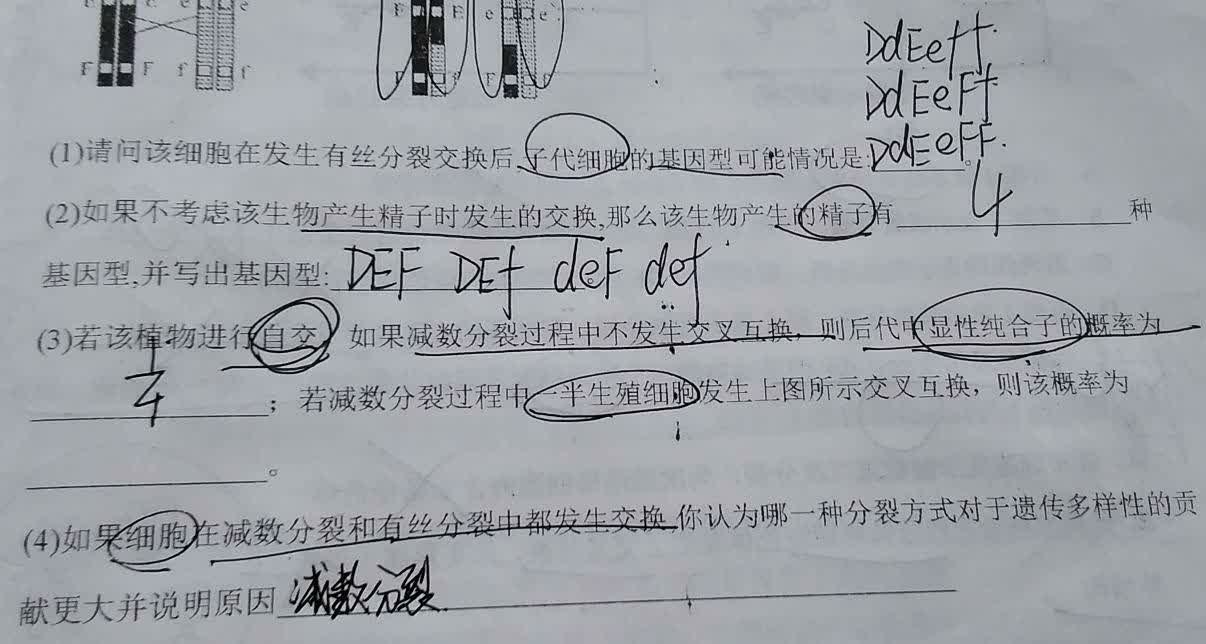 E E e e E E e e
F F f f F f F f
DdEeff.
DdEeFf.
DdEeFF.
(1)请问该细胞在发生有丝分裂交换后,子代细胞的基因型可能情况是:
(2)如果不考虑该生物产生精子时发生的交换,那么该生物产生的精子有 4 种
基因型,并写出基因型: DEF DEf deF def
(3)若该植物进行自交,如果减数分裂过程中不发生交叉互换,则后代中显性纯合子的概率为
1/4 ;若减数分裂过程中一半生殖细胞发生上图所示交叉互换,则该概率为
。
(4)如果细胞在减数分裂和有丝分裂中都发生交换,你认为哪一种分裂方式对于遗传多样性的贡
献更大并说明原因 减数分裂.